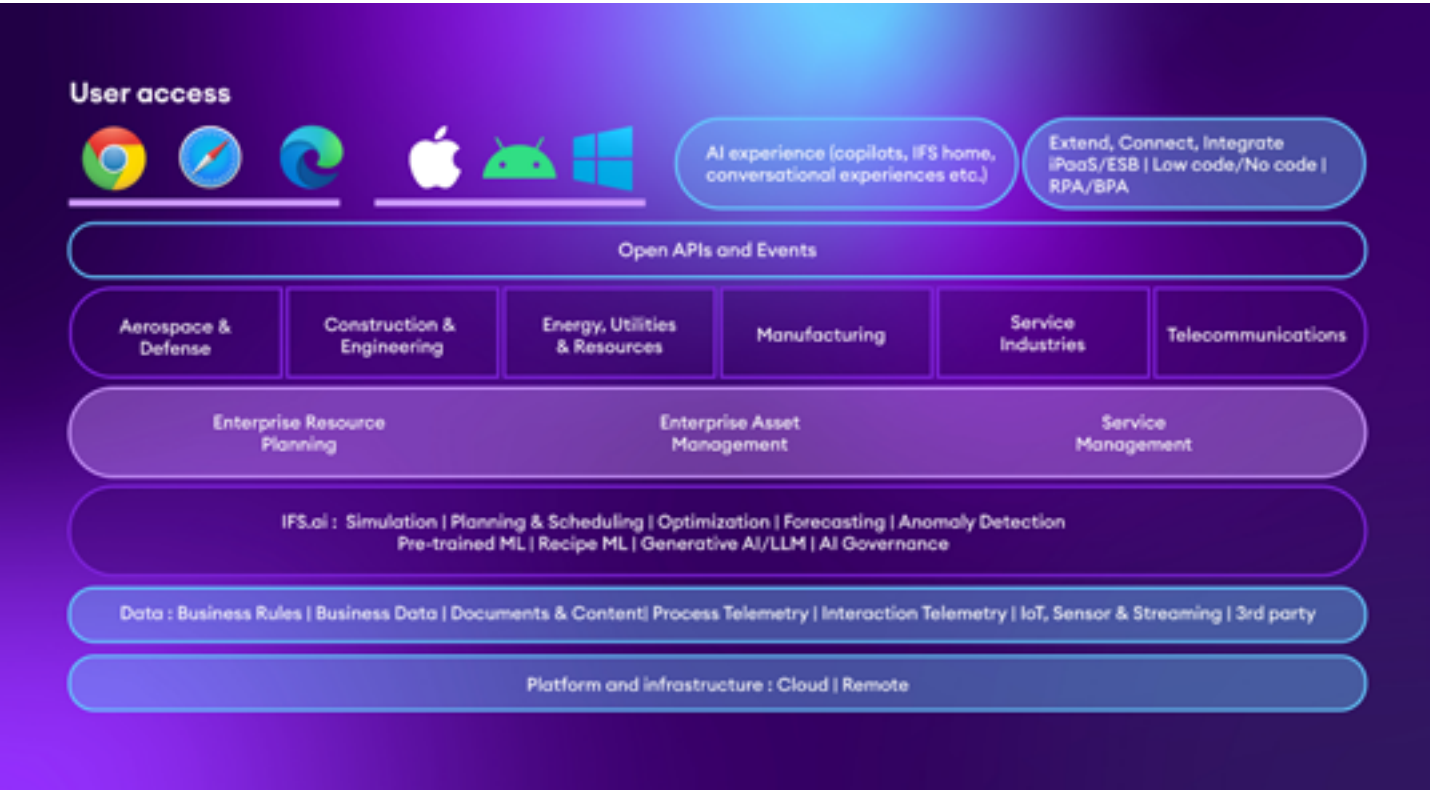 User access
AI experience (copilots, IFS home,
conversational experiences etc.)
Extend, Connect, Integrate
iPaaS/ESB | Low code/No code |
RPA/BPA
Open APIs and Events
Aerospace &
Defense
Construction &
Engineering
Energy, Utilities
& Resources
Manufacturing
Service
Industries
Telecommunications
Enterprise Resource
Planning
Enterprise Asset
Management
Service
Management
IFS.ai : Simulation | Planning & Scheduling | Optimization | Forecasting | Anomaly Detection
Pre-trained ML | Recipe ML | Generative AI/LLM | AI Governance
Data : Business Rules | Business Data | Documents & Content| Process Telemetry | Interaction Telemetry | IoT, Sensor & Streaming | 3rd party
Platform and infrastructure : Cloud | Remote